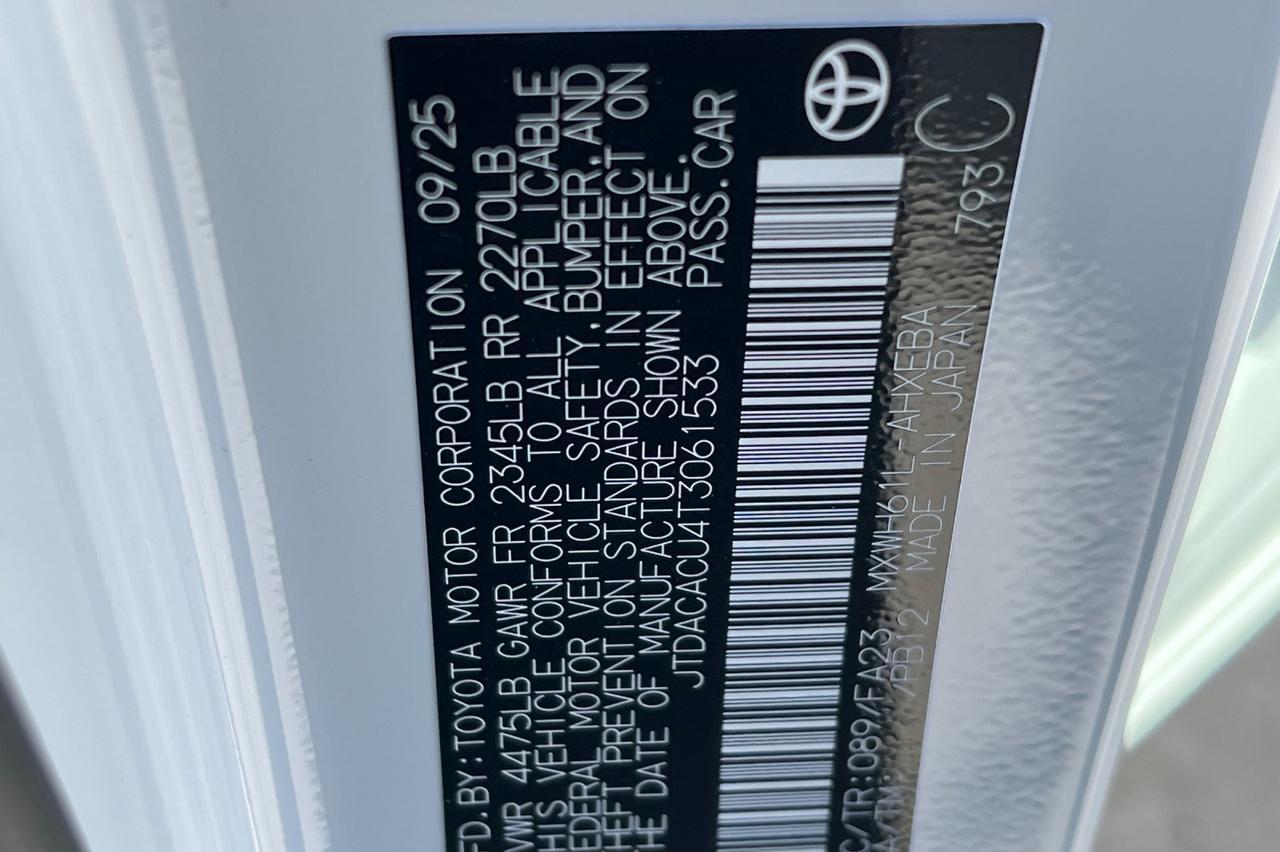 FD.BY:TOYOTA MOTOR CORPORATION 09/25
VWR 4475LB GAWR FR 2345LB RR 2270LB
HIS VEHICLE CONFORMS TO ALL APPLICABLE
EDERAL MOTOR VEHICLE SAFETY,BUMPER,AND
HEFT PREVENTION STANDARDS IN EFFECT ON
HE DATE OF MANUFACTURE SHOWN ABOVE.
JTDACACU4T3061533 PASS.CAR
C/TR:089/FA23 MXWH61L-AHXEBA
A/TM: /PB12 MADE IN JAPAN
793 C